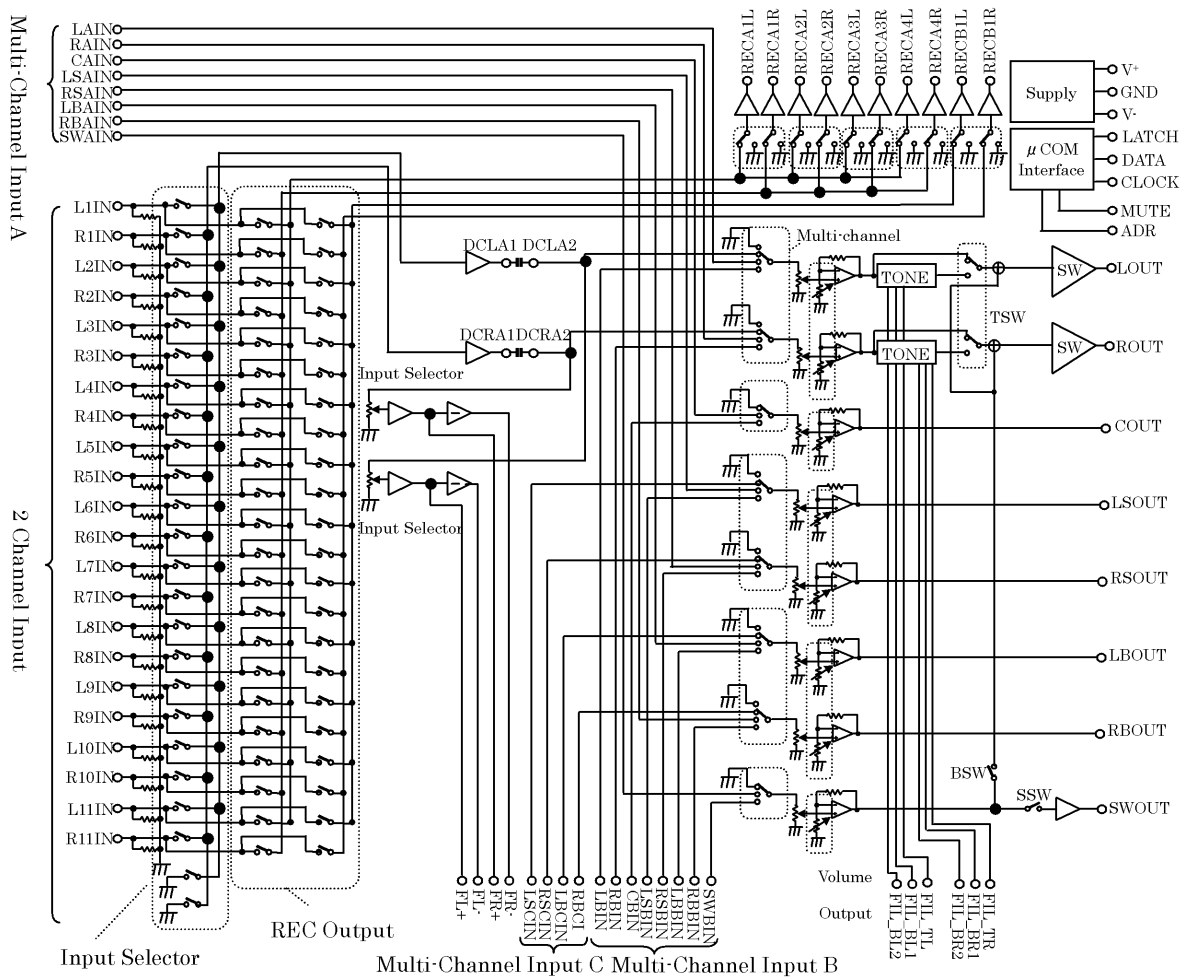 Multi-Channel Input A
LAIN
RAIN
CAIN
LSAIN
RSAIN
LBAIN
RBAIN
SWAIN
RECA1L
RECA1R
RECA2L
RECA2R
RECA3L
RECA3R
RECA4L
RECA4R
RECB1L
RECB1R
Supply
V+
GND
V-
μCOM
Interface
LATCH
DATA
CLOCK
MUTE
ADR
2 Channel Input
L1IN
R1IN
L2IN
R2IN
L3IN
R3IN
L4IN
R4IN
L5IN
R5IN
L6IN
R6IN
L7IN
R7IN
L8IN
R8IN
L9IN
R9IN
L10IN
R10IN
L11IN
R11IN
DCLA1 DCLA2
DCRA1DCRA2
Input Selector
Input Selector
Multi-channel
TONE
TONE
TSW
SW
SW
LOUT
ROUT
COUT
LSOUT
RSOUT
LBOUT
RBOUT
BSW
SSW
SWOUT
Volume
Output
FL+
FL-
FR+
FR-
LSCIN
RSCIN
LBCIN
RBCI
LBIN
RBIN
CBIN
LSBIN
RSBIN
LBBIN
RBBIN
SWBIN
FIL_BL2
FIL_BL1
FIL_TL
FIL_BR2
FIL_BR1
FIL_TR
REC Output
Input Selector
Multi-Channel Input C Multi-Channel Input B